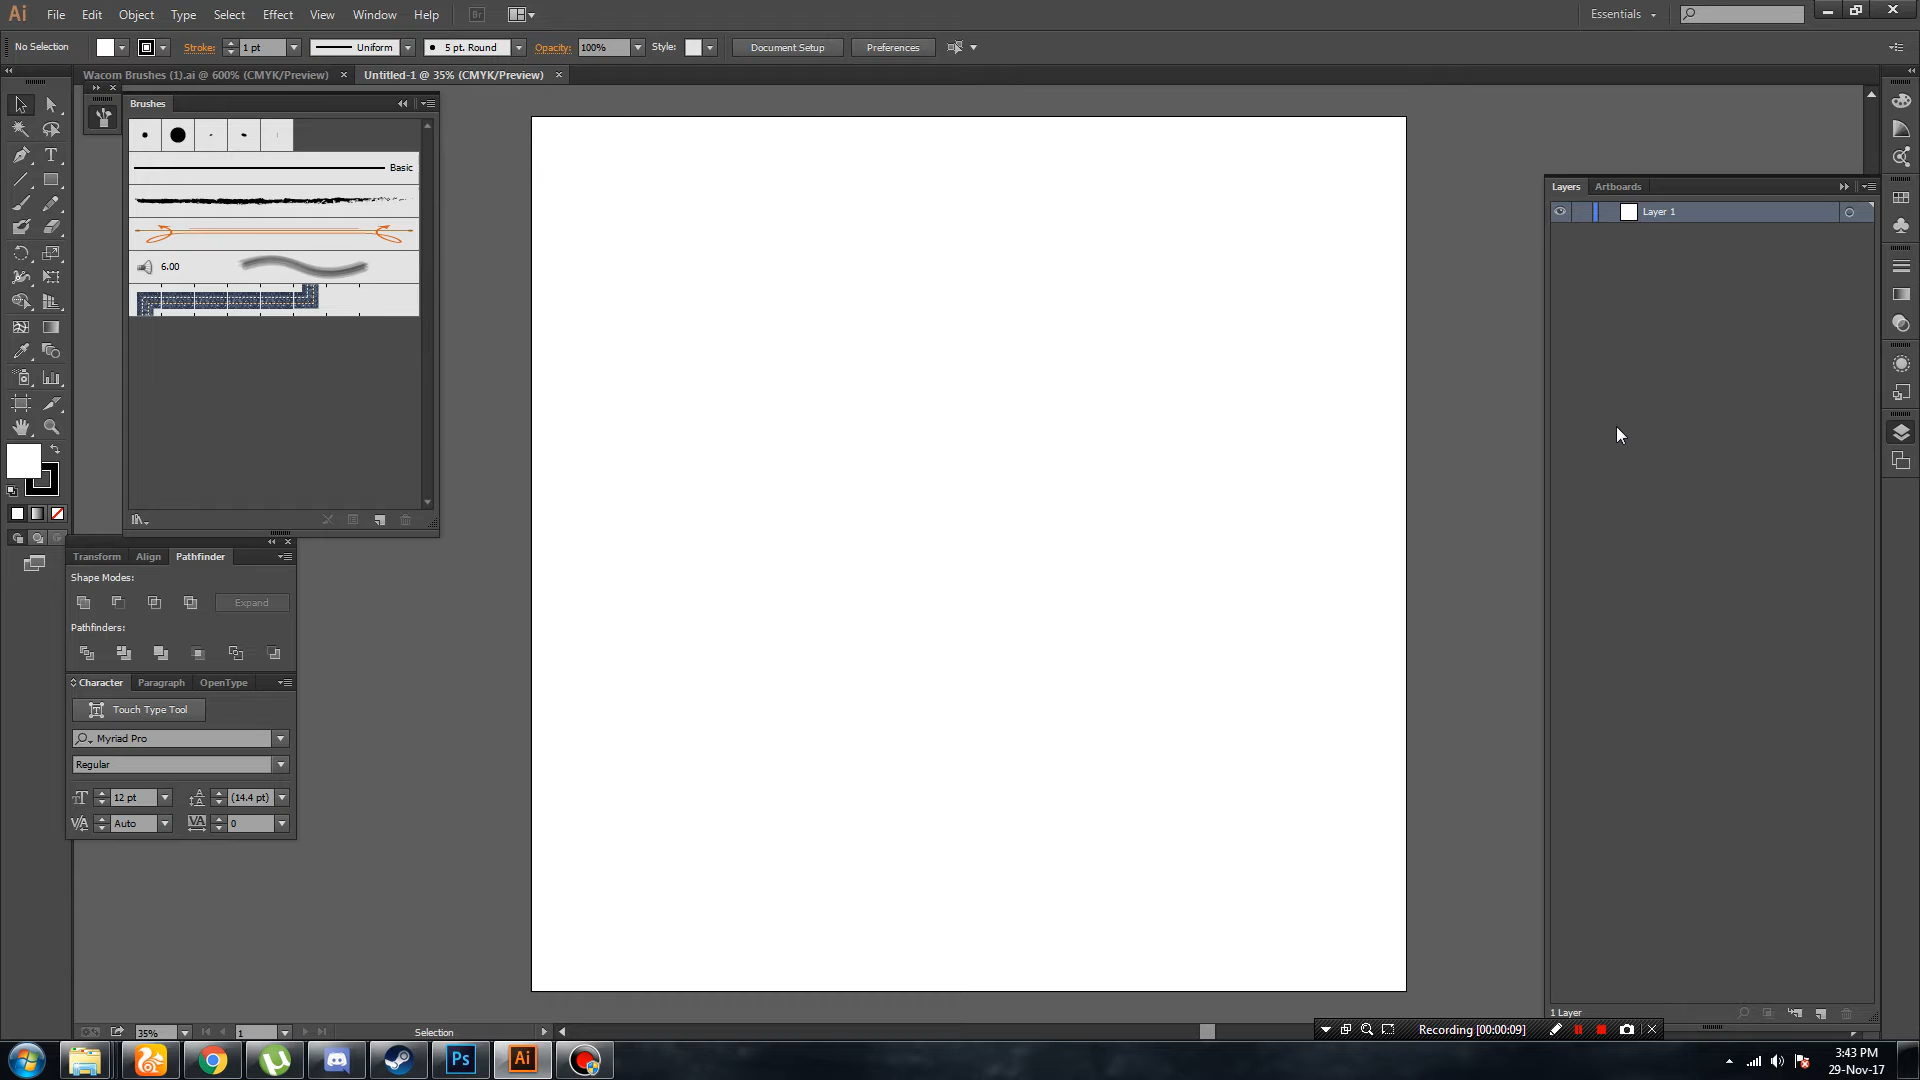 Ai File Edit Object Type Select Effect View Window Help Br Essentials
No Selection Stroke: 1 pt Uniform 5 pt. Round Opacity: 100% Style: Document Setup Preferences
Wacom Brushes (1).ai @ 600% (CMYK/Preview) Untitled-1 @ 35% (CMYK/Preview)
Brushes
Basic
6.00
Layers Artboards
Layer 1
Transform Align Pathfinder
Shape Modes:
Expand
Pathfinders:
Character Paragraph OpenType
Touch Type Tool
Myriad Pro
Regular
12 pt (14.4 pt)
Auto 0
1 Layer
35% 1 Selection
Recording [00:00:09]
Ps Ai
3:43 PM
29-Nov-17